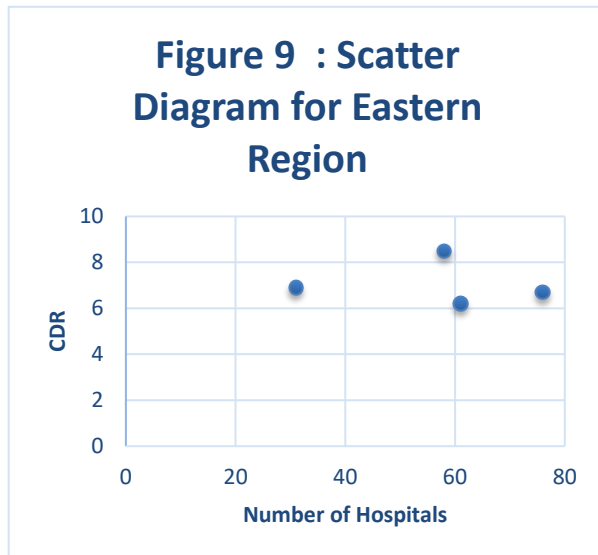 Figure 9  : Scatter
Diagram for Eastern
Region
10
8
6
4
2
0
CDR
0 20 40 60 80
Number of Hospitals